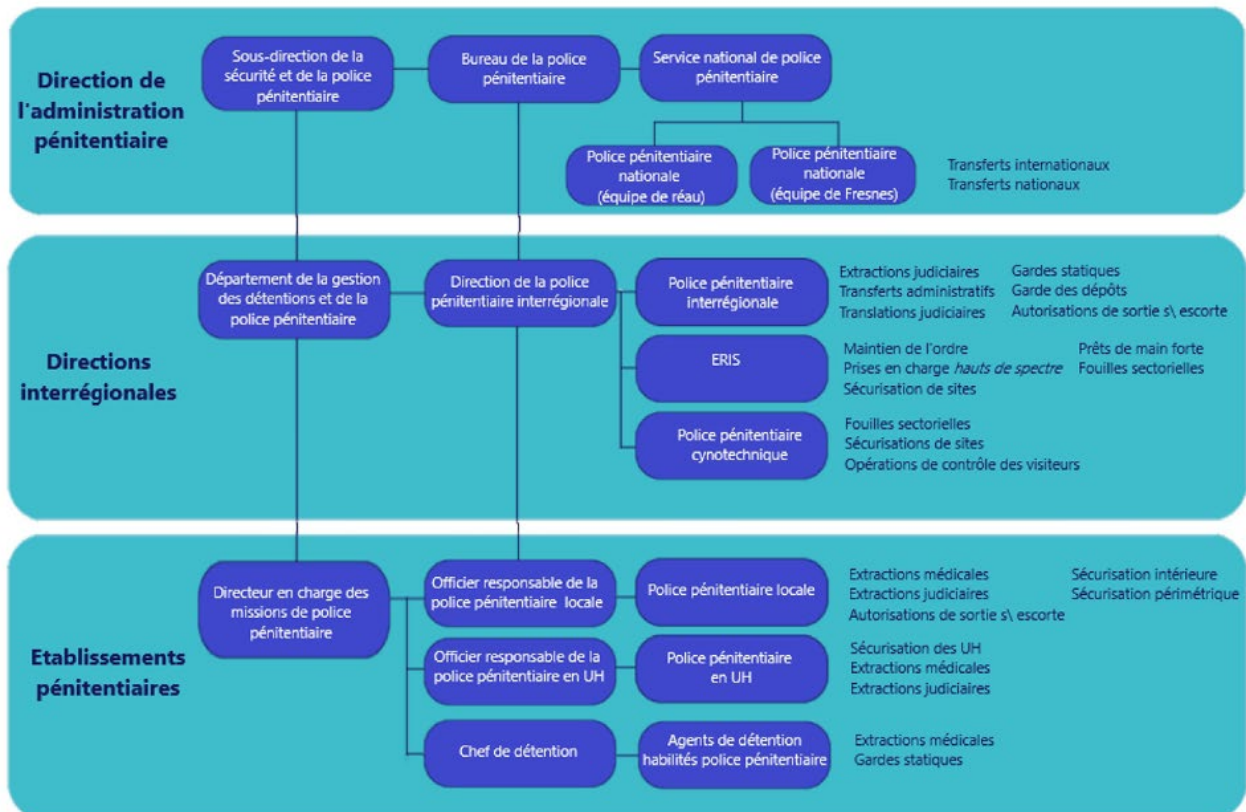 Direction de
l'administration
pénitentiaire
Sous-direction de la
sécurité et de la police
pénitentiaire
Bureau de la police
pénitentiaire
Service national de police
pénitentiaire
Police pénitentiaire
nationale
(équipe de réau)
Police pénitentiaire
nationale
(équipe de Fresnes)
Transferts internationaux
Transferts nationaux
Directions
interrégionales
Département de la gestion
des détentions et de la
police pénitentiaire
Direction de la police
pénitentiaire interrégionale
Police pénitentiaire
interrégionale
Extractions judiciaires
Transferts administratifs
Translations judiciaires
Gardes statiques
Garde des dépôts
Autorisations de sortie s\ escorte
ERIS
Maintien de l'ordre
Prises en charge hauts de spectre
Sécurisation de sites
Prêts de main forte
Fouilles sectorielles
Police pénitentiaire
cynotechnique
Fouilles sectorielles
Sécurisations de sites
Opérations de contrôle des visiteurs
Etablissements
pénitentiaires
Directeur en charge des
missions de police
pénitentiaire
Officier responsable de la
police pénitentiaire locale
Police pénitentiaire locale
Extractions médicales
Extractions judiciaires
Autorisations de sortie s\ escorte
Sécurisation intérieure
Sécurisation périmétrique
Officier responsable de la
police pénitentiaire en UH
Police pénitentiaire
en UH
Sécurisation des UH
Extractions médicales
Extractions judiciaires
Chef de détention
Agents de détention
habilités police pénitentiaire
Extractions médicales
Gardes statiques